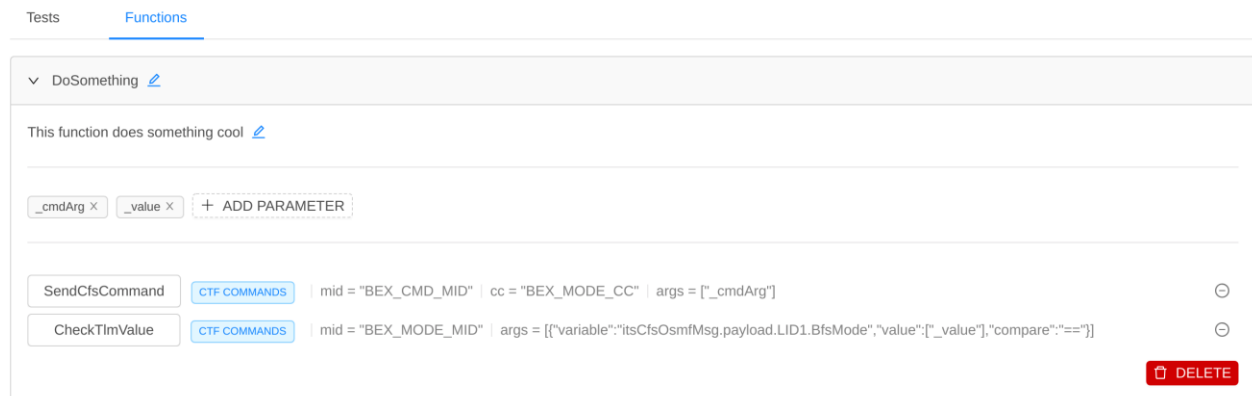 Tests Functions
DoSomething
This function does something cool
_cmdArg × _value × + ADD PARAMETER
SendCfsCommand CTF COMMANDS | mid = "BEX_CMD_MID" | cc = "BEX_MODE_CC" | args = ["_cmdArg"]
CheckTlmValue CTF COMMANDS | mid = "BEX_MODE_MID" | args = [{"variable":"itsCfsOsmfMsg.payload.LID1.BfsMode","value":["_value"],"compare":"=="}]
DELETE